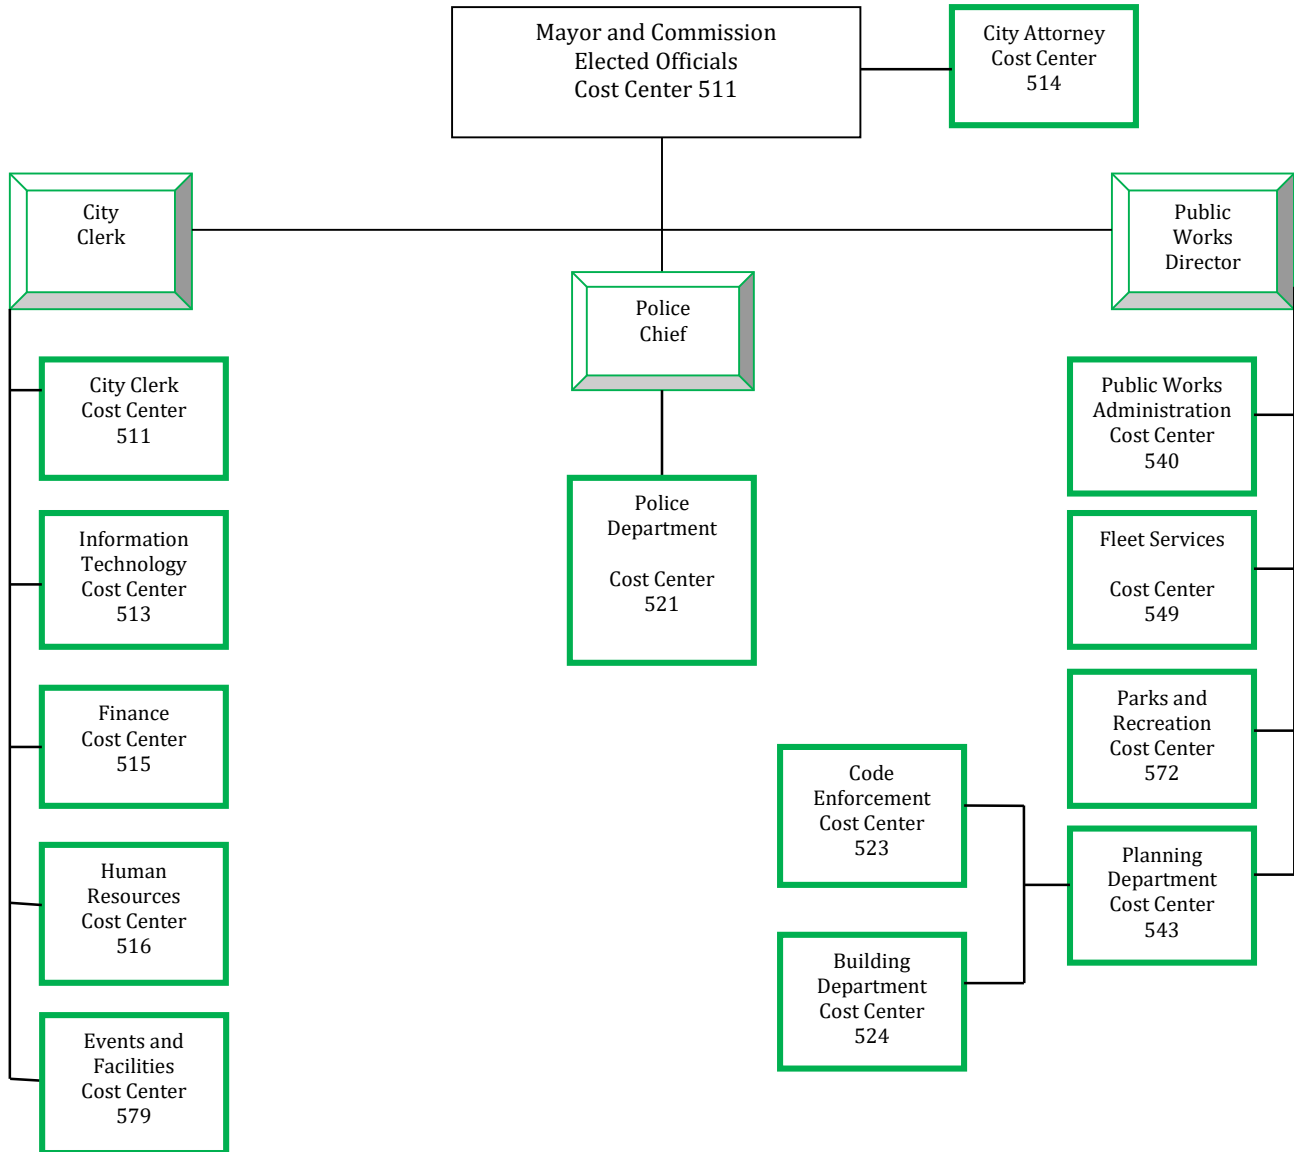 Mayor and Commission
Elected Officials
Cost Center 511
City Attorney
Cost Center
514
City
Clerk
Public
Works
Director
Police
Chief
City Clerk
Cost Center
511
Information
Technology
Cost Center
513
Finance
Cost Center
515
Human
Resources
Cost Center
516
Events and
Facilities
Cost Center
579
Police
Department
Cost Center
521
Public Works
Administration
Cost Center
540
Fleet Services
Cost Center
549
Parks and
Recreation
Cost Center
572
Planning
Department
Cost Center
543
Code
Enforcement
Cost Center
523
Building
Department
Cost Center
524